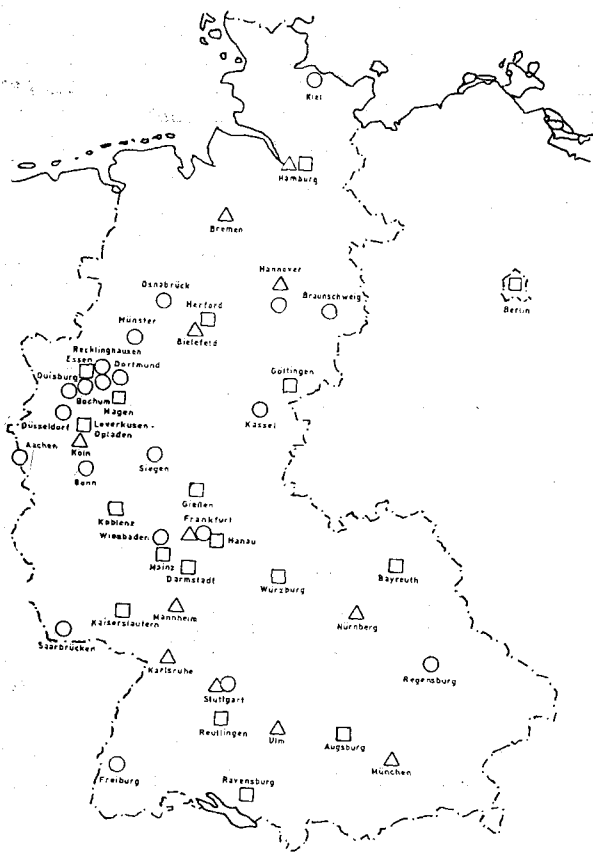 Kiel
Hamburg
Bremen
Hannover
Osnabrück
Braunschweig
Berlin
Herford
Münster
Bielefeld
Recklinghausen
Essen
Dortmund
Duisburg
Göttingen
Bochum
Hagen
Kassel
Düsseldorf
Leverkusen-
Opladen
Aachen
Köln
Siegen
Bonn
Gießen
Koblenz
Frankfurt
Wiesbaden
Hanau
Mainz
Darmstadt
Würzburg
Bayreuth
Kaiserslautern
Mannheim
Nürnberg
Saarbrücken
Karlsruhe
Regensburg
Stuttgart
Reutlingen
Ulm
Augsburg
München
Freiburg
Ravensburg